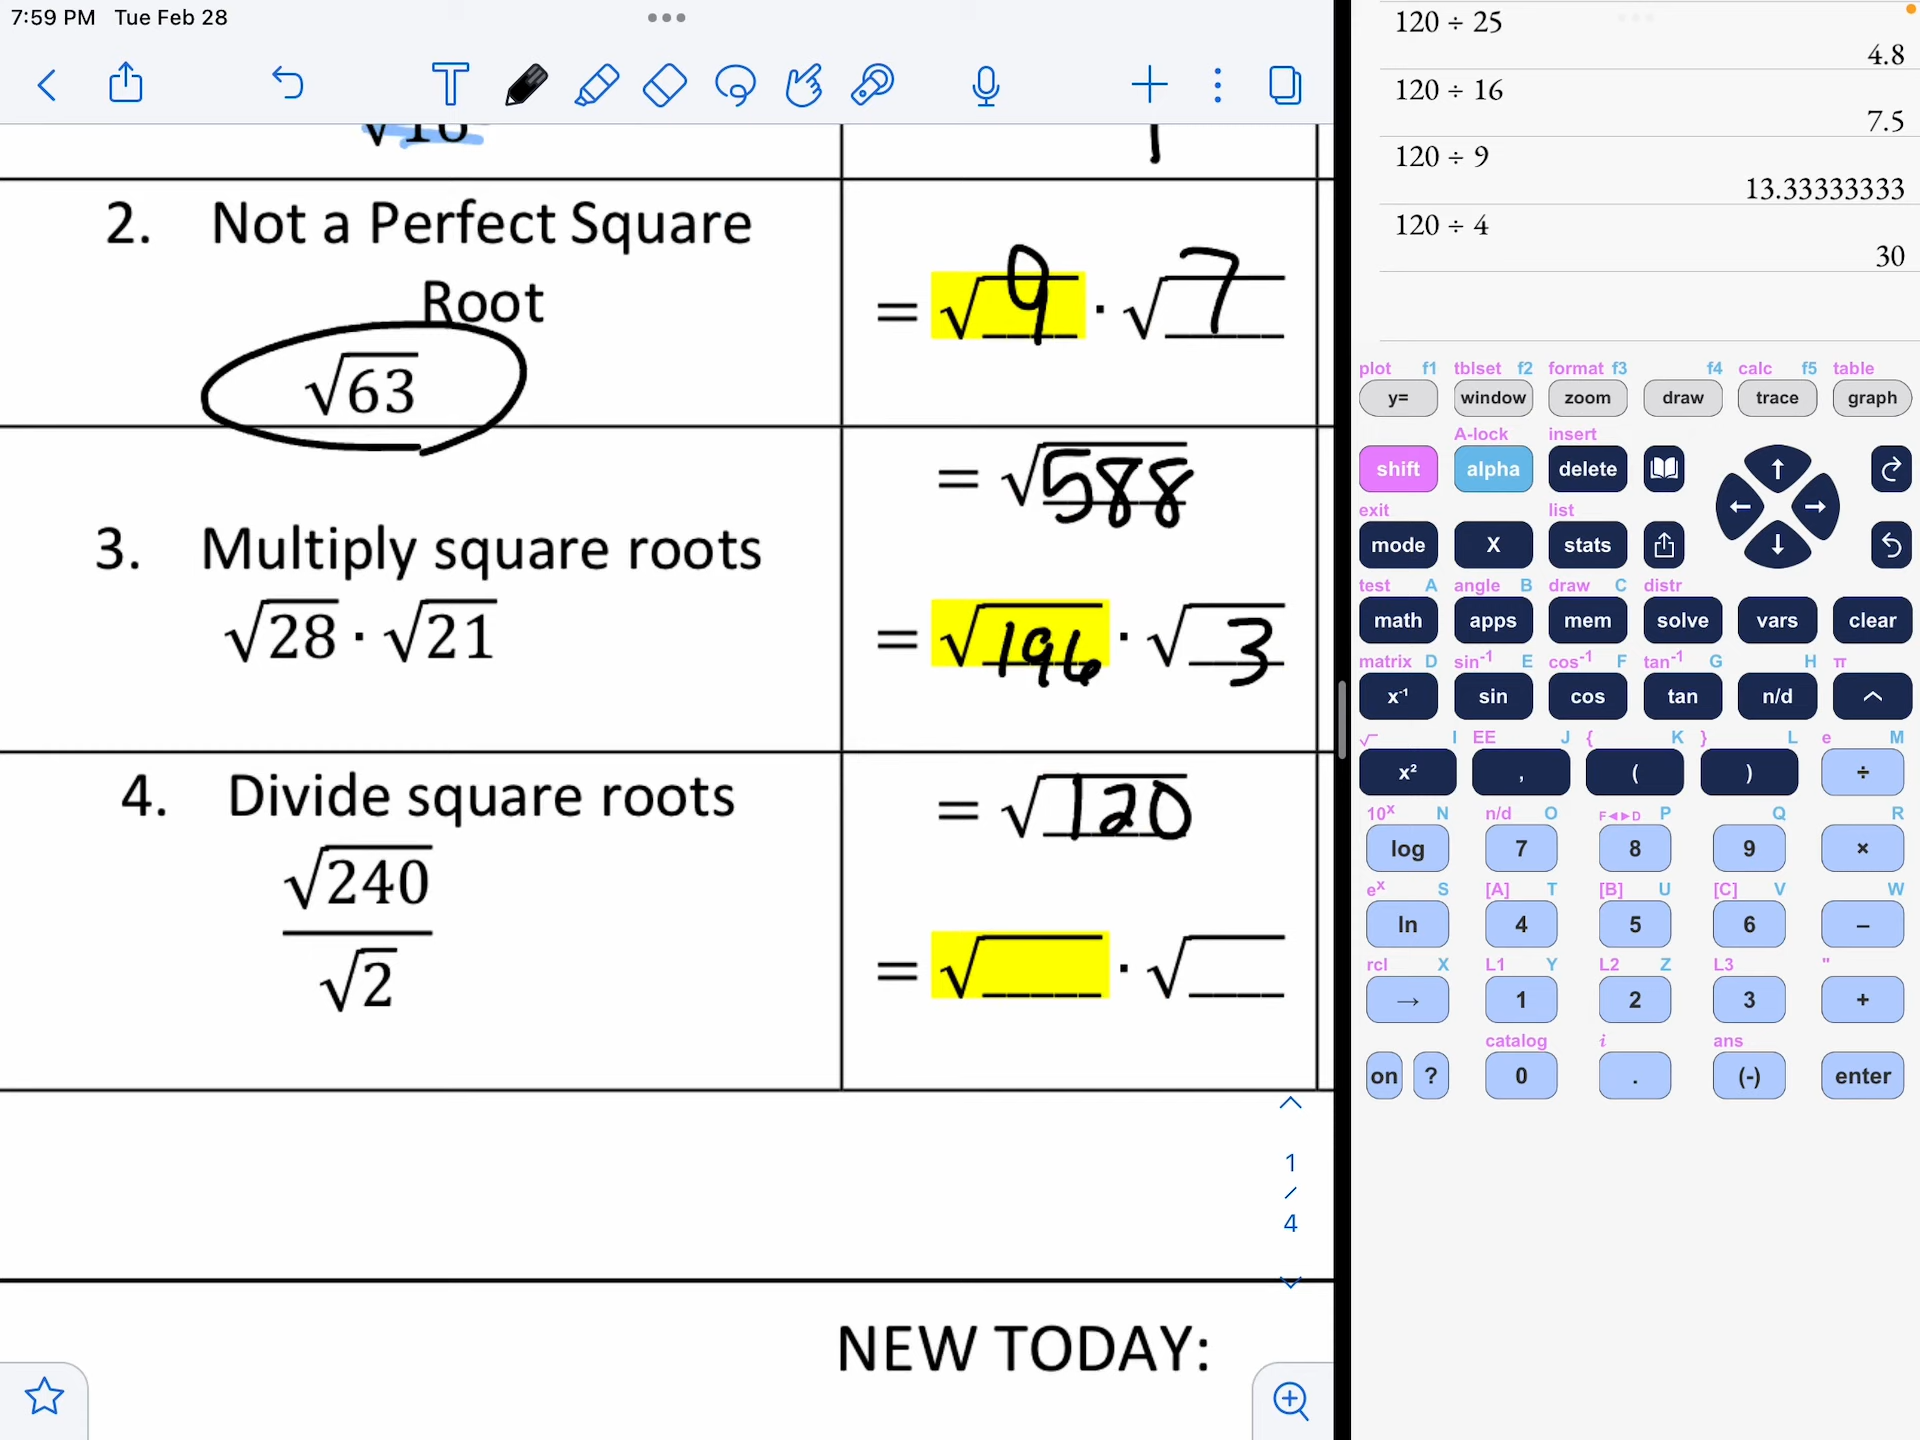 7:59 PM Tue Feb 28
√16
2. Not a Perfect Square
Root
√63
= √9 · √7
3. Multiply square roots
√28 · √21
= √588
= √196 · √3
4. Divide square roots
√240
√2
= √120
= √____ · √____
NEW TODAY:
1
/
4
120 ÷ 25
4.8
120 ÷ 16
7.5
120 ÷ 9
13.33333333
120 ÷ 4
30
plot f1 tblset f2 format f3 f4 calc f5 table
y= window zoom draw trace graph
A-lock insert
shift alpha delete
exit list
mode X stats
test A angle B draw C distr
math apps mem solve vars clear
matrix D sin⁻¹ E cos⁻¹ F tan⁻¹ G H π
x⁻¹ sin cos tan n/d ^
√ I EE J { K } L e M
x² , ( ) ÷
10ˣ N n/d O F◄►D P Q R
log 7 8 9 ×
eˣ S [A] T [B] U [C] V W
ln 4 5 6 –
rcl X L1 Y L2 Z L3 "
→ 1 2 3 +
catalog i ans
on ? 0 . (-) enter